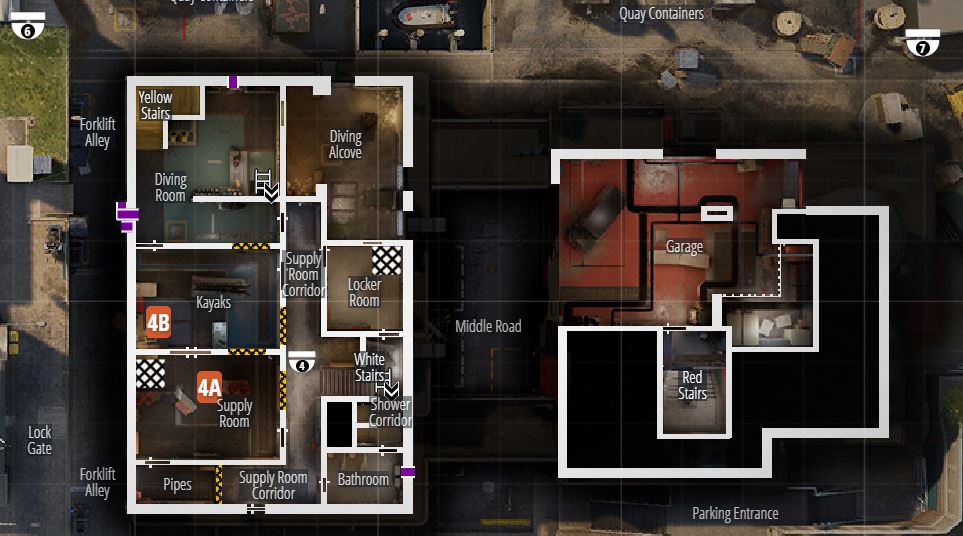 Quay Containers
Quay Containers
6
7
Yellow
Stairs
Forklift
Alley
Diving
Alcove
Diving
Room
Garage
Supply
Room
Corridor
Locker
Room
Kayaks
4B
Middle Road
4
White
Stairs
4A
Supply
Room
Shower
Corridor
Red
Stairs
Lock
Gate
Forklift
Alley
Pipes
Supply Room
Corridor
Bathroom
Parking Entrance